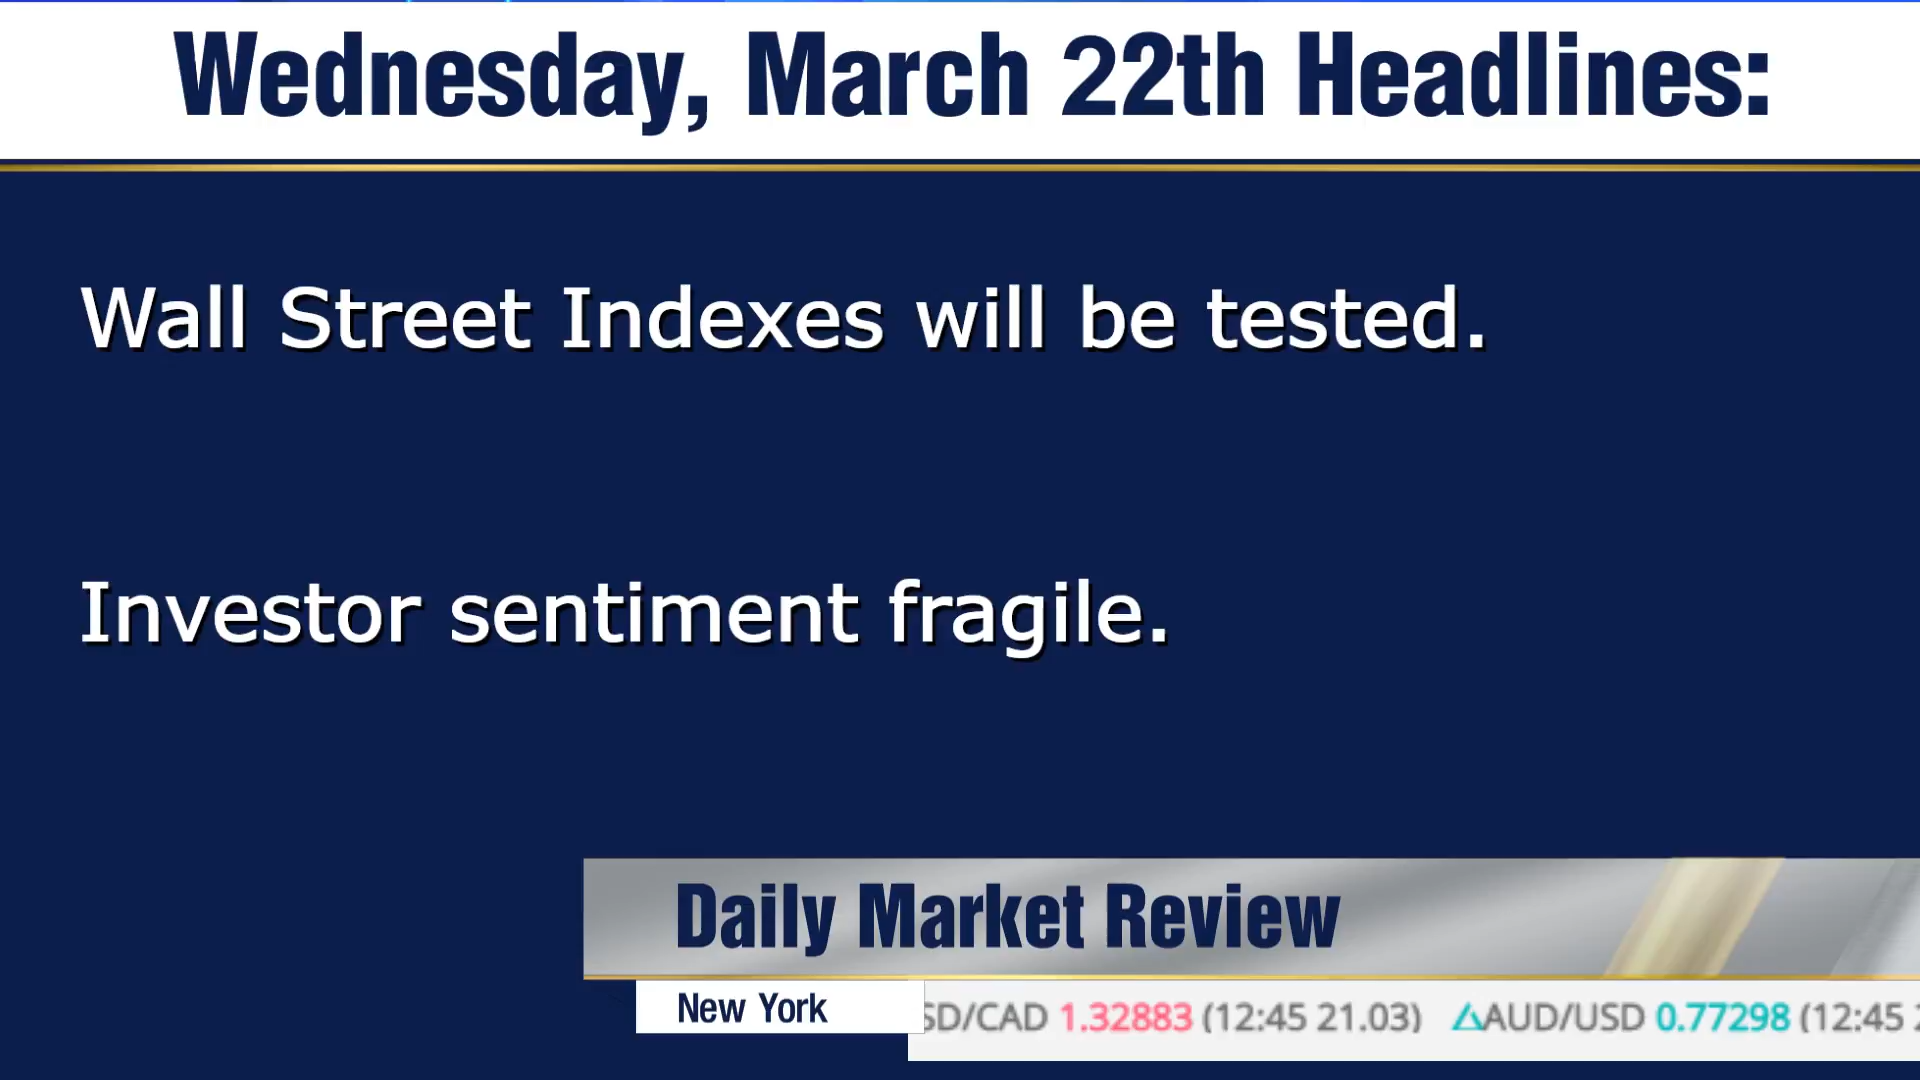 Wednesday, March 22th Headlines:
Wall Street Indexes will be tested.
Investor sentiment fragile.
Daily Market Review
New York
SD/CAD 1.32883 (12:45 21.03) △AUD/USD 0.77298 (12:45